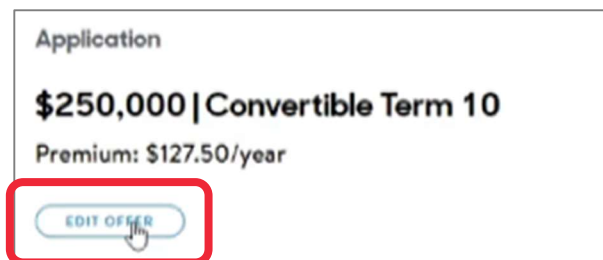 Application
$250,000 | Convertible Term 10
Premium: $127.50/year
EDIT OFFER